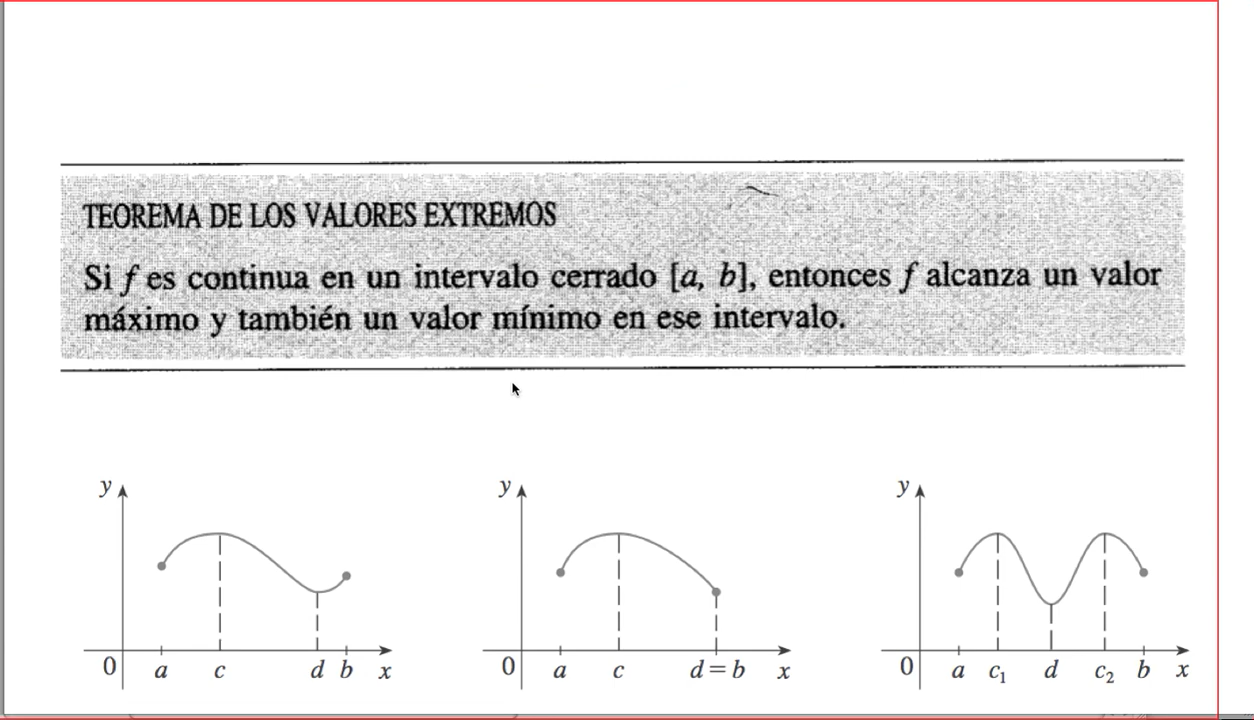 TEOREMA DE LOS VALORES EXTREMOS
Si f es continua en un intervalo cerrado [a, b], entonces f alcanza un valor
máximo y también un valor mínimo en ese intervalo.
y
0 a c d b x
y
0 a c d = b x
y
0 a c₁ d c₂ b x